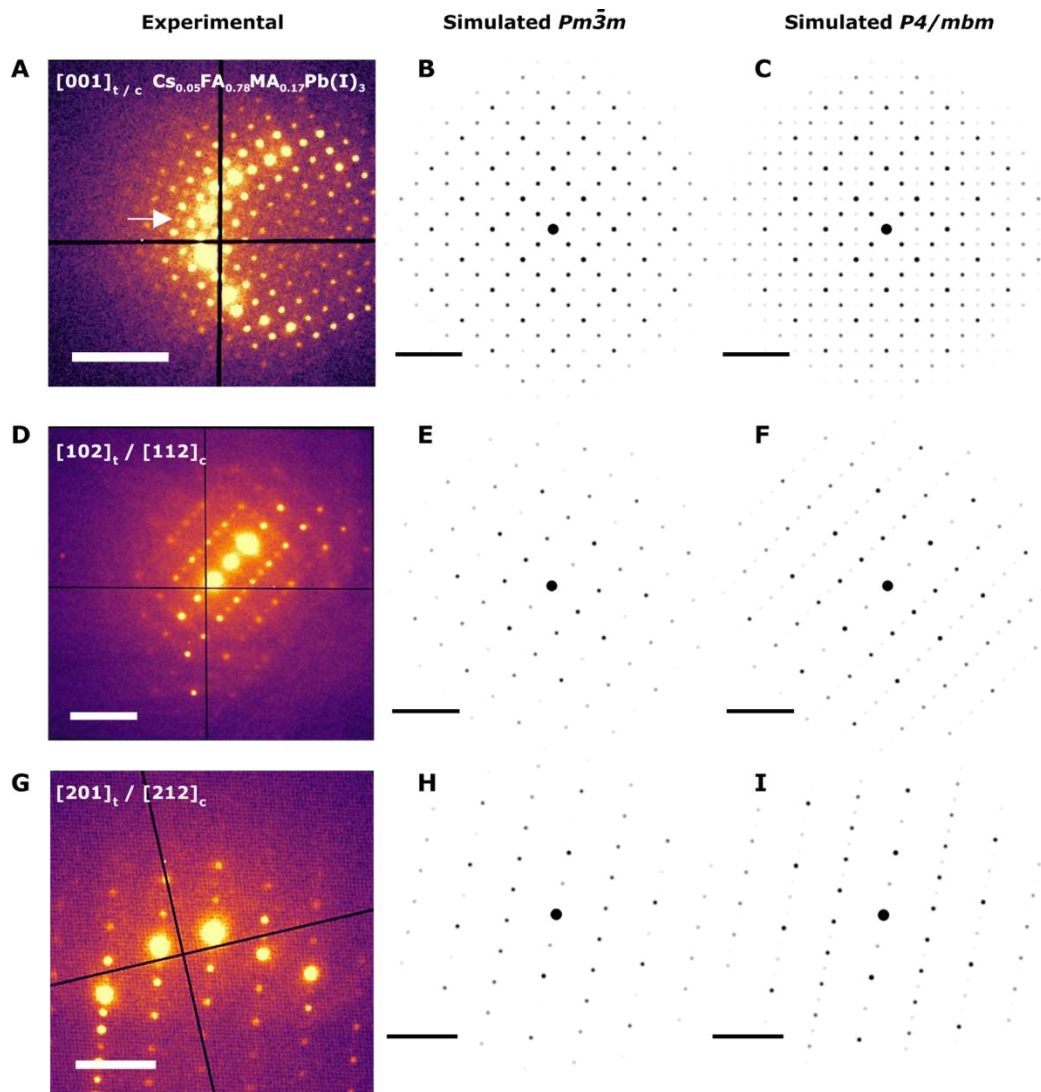 Experimental
Simulated Pm3̄m
Simulated P4/mbm
A
[001]t / c Cs0.05FA0.78MA0.17Pb(I)3
B
C
D
[102]t / [112]c
E
F
G
[201]t / [212]c
H
I